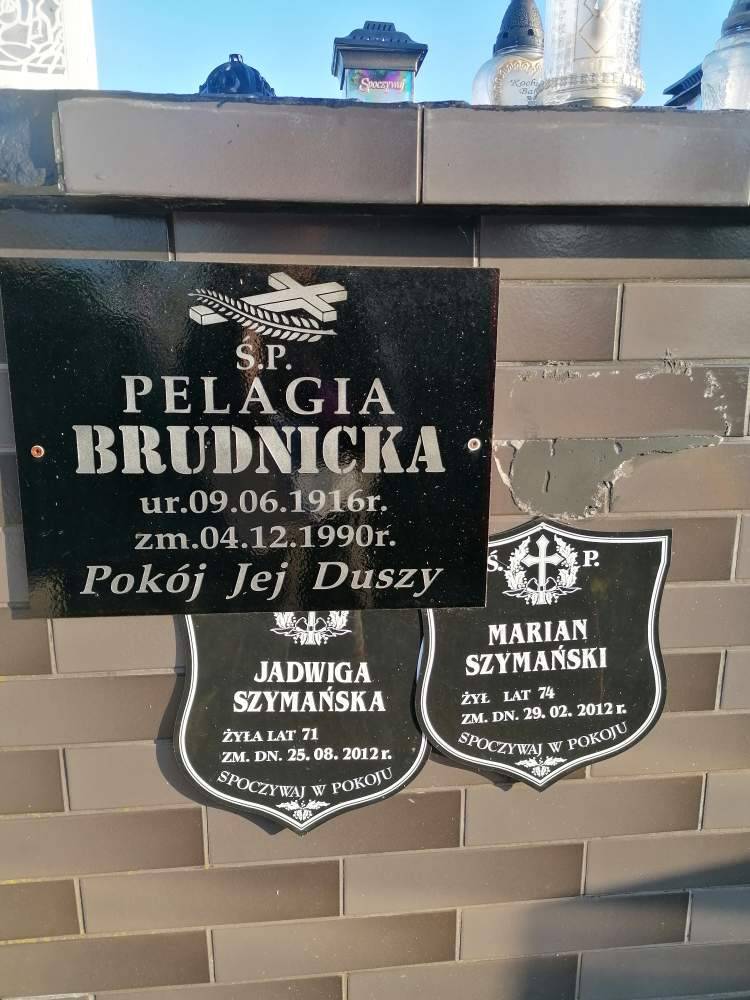 Spoczywaj
Ś.P.
PELAGIA
BRUDNICKA
ur.09.06.1916r.
zm.04.12.1990r.
Pokój Jej Duszy
JADWIGA
SZYMAŃSKA
ŻYŁA LAT 71
ZM. DN. 25. 08. 2012 r.
SPOCZYWAJ W POKOJU
Ś. P.
MARIAN
SZYMAŃSKI
ŻYŁ LAT 74
ZM. DN. 29. 02. 2012 r.
SPOCZYWAJ W POKOJU